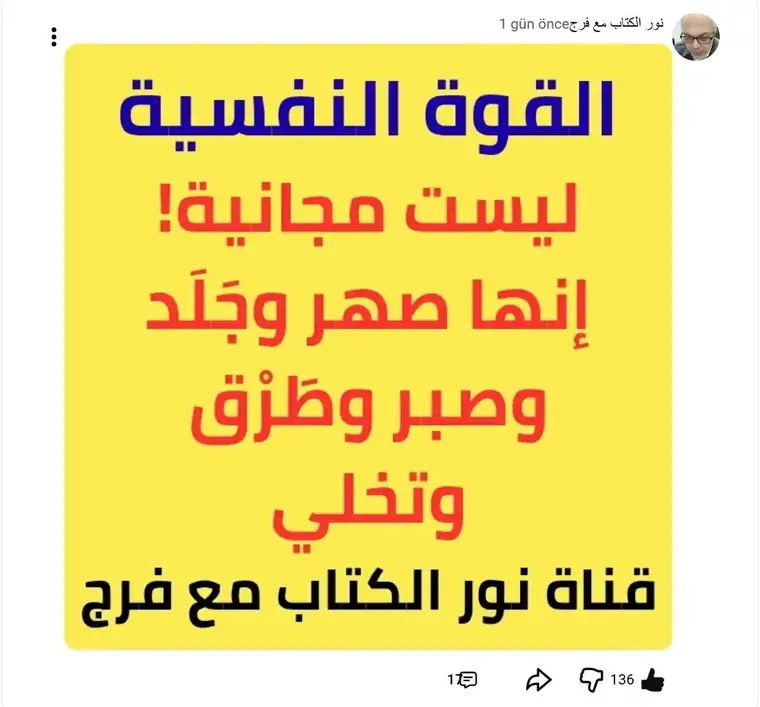 نور الكتاب مع فرج 1 gün önce
القوة النفسية
ليست مجانية!
إنها صهر وجَلَد
وصبر وطَرْق
وتخلي
قناة نور الكتاب مع فرج
136
17